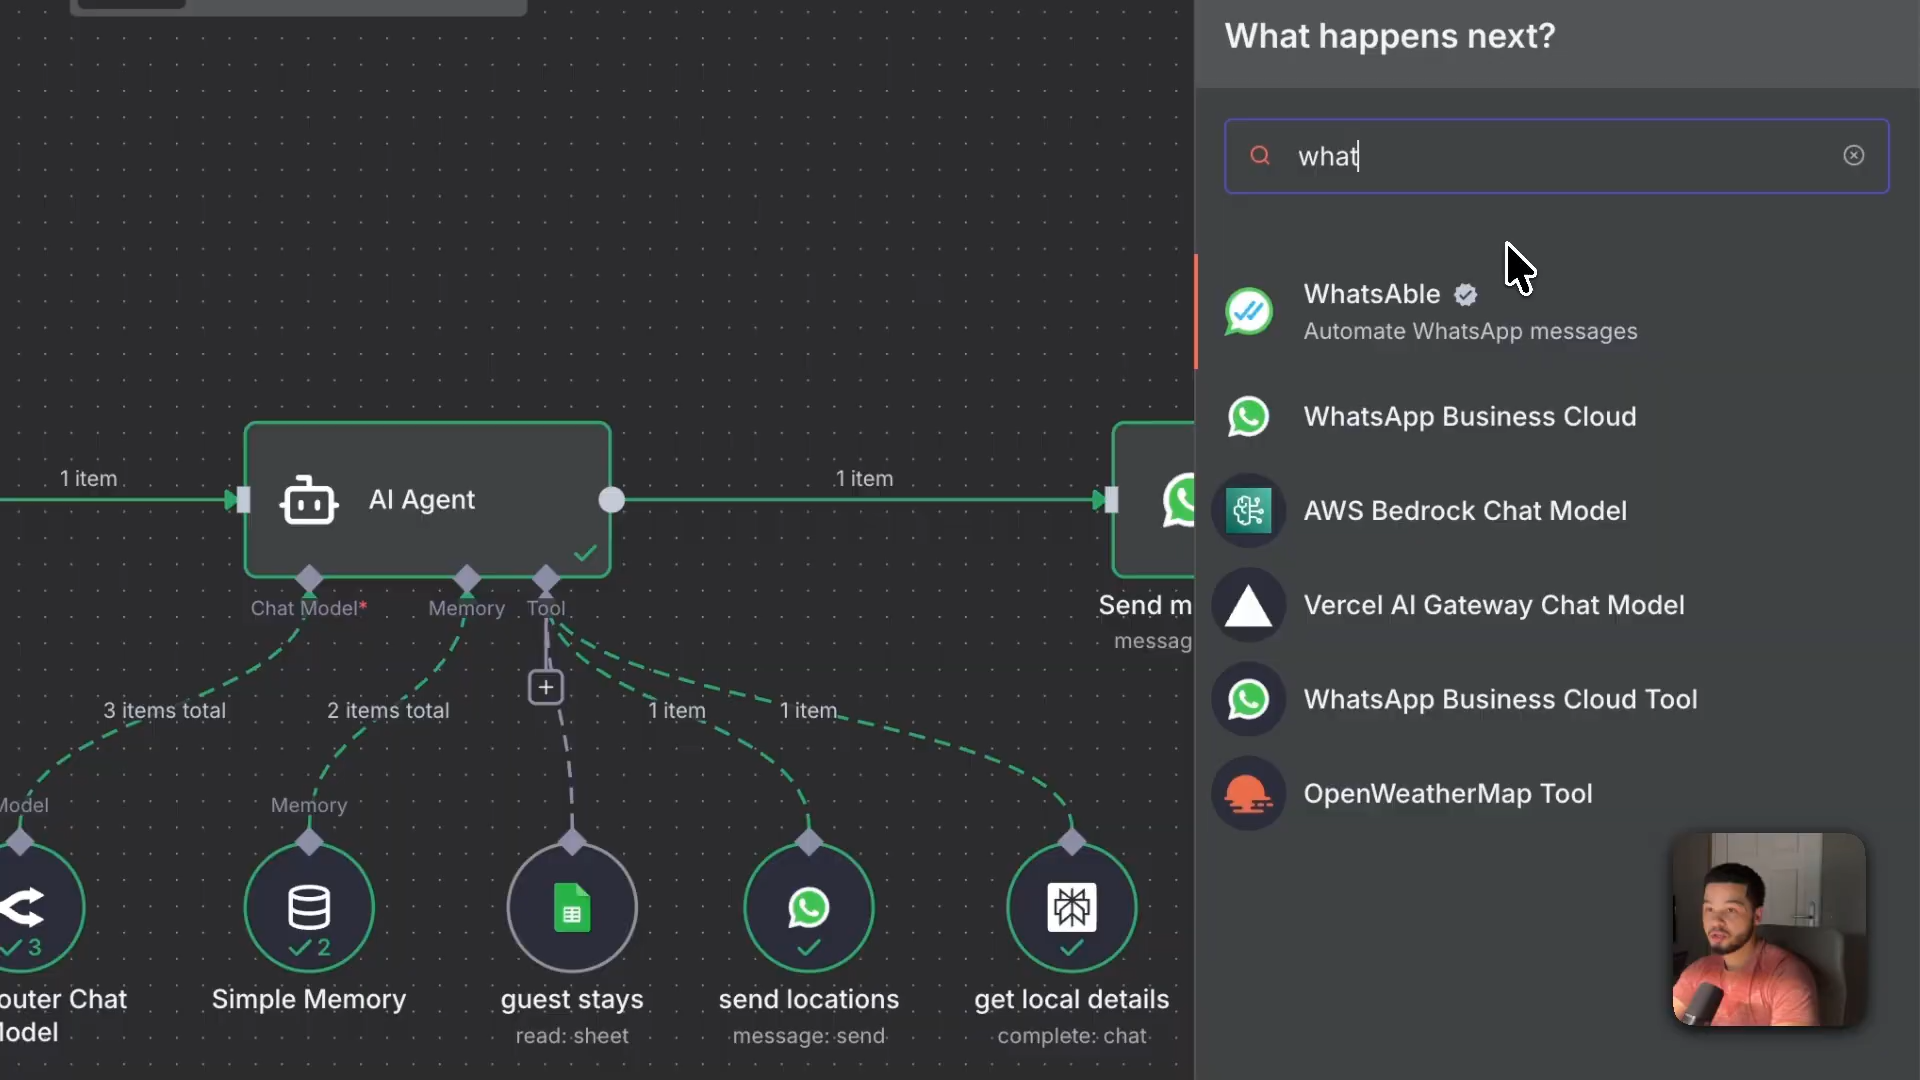 What happens next?
what
WhatsAble
Automate WhatsApp messages
WhatsApp Business Cloud
AWS Bedrock Chat Model
Vercel AI Gateway Chat Model
WhatsApp Business Cloud Tool
OpenWeatherMap Tool
1 item
AI Agent
1 item
Chat Model*
Memory
Tool
Send m
messag
3 items total
2 items total
1 item
1 item
Model
Memory
3
2
outer Chat
Model
Simple Memory
guest stays
read: sheet
send locations
message: send
get local details
complete: chat